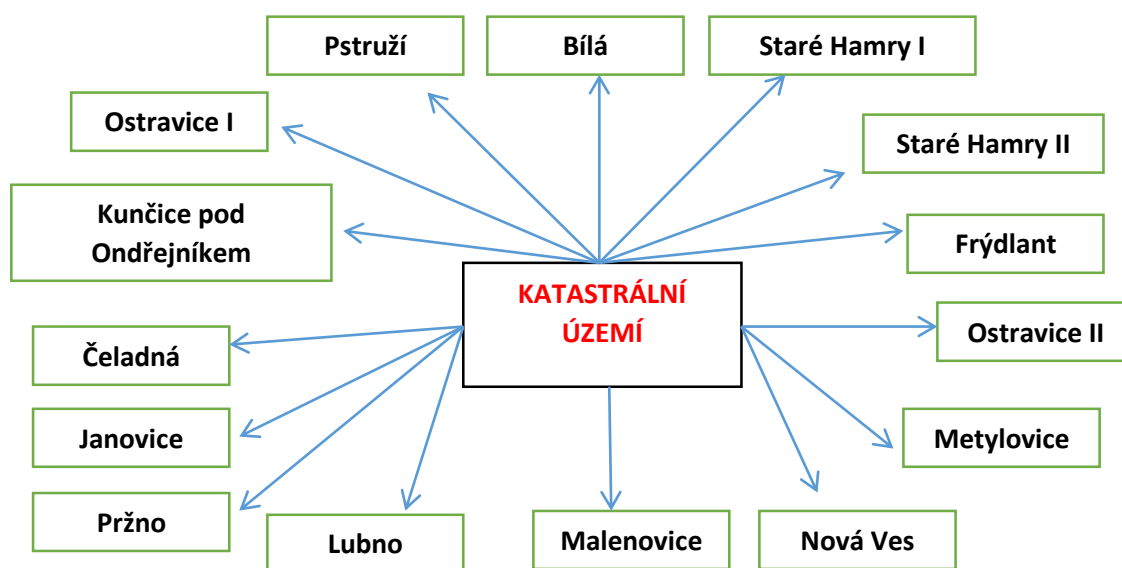 Pstruží
Bílá
Staré Hamry I
Ostravice I
Staré Hamry II
Kunčice pod
Ondřejníkem
Frýdlant
KATASTRÁLNÍ
ÚZEMÍ
Ostravice II
Čeladná
Janovice
Metylovice
Pržno
Lubno
Malenovice
Nová Ves